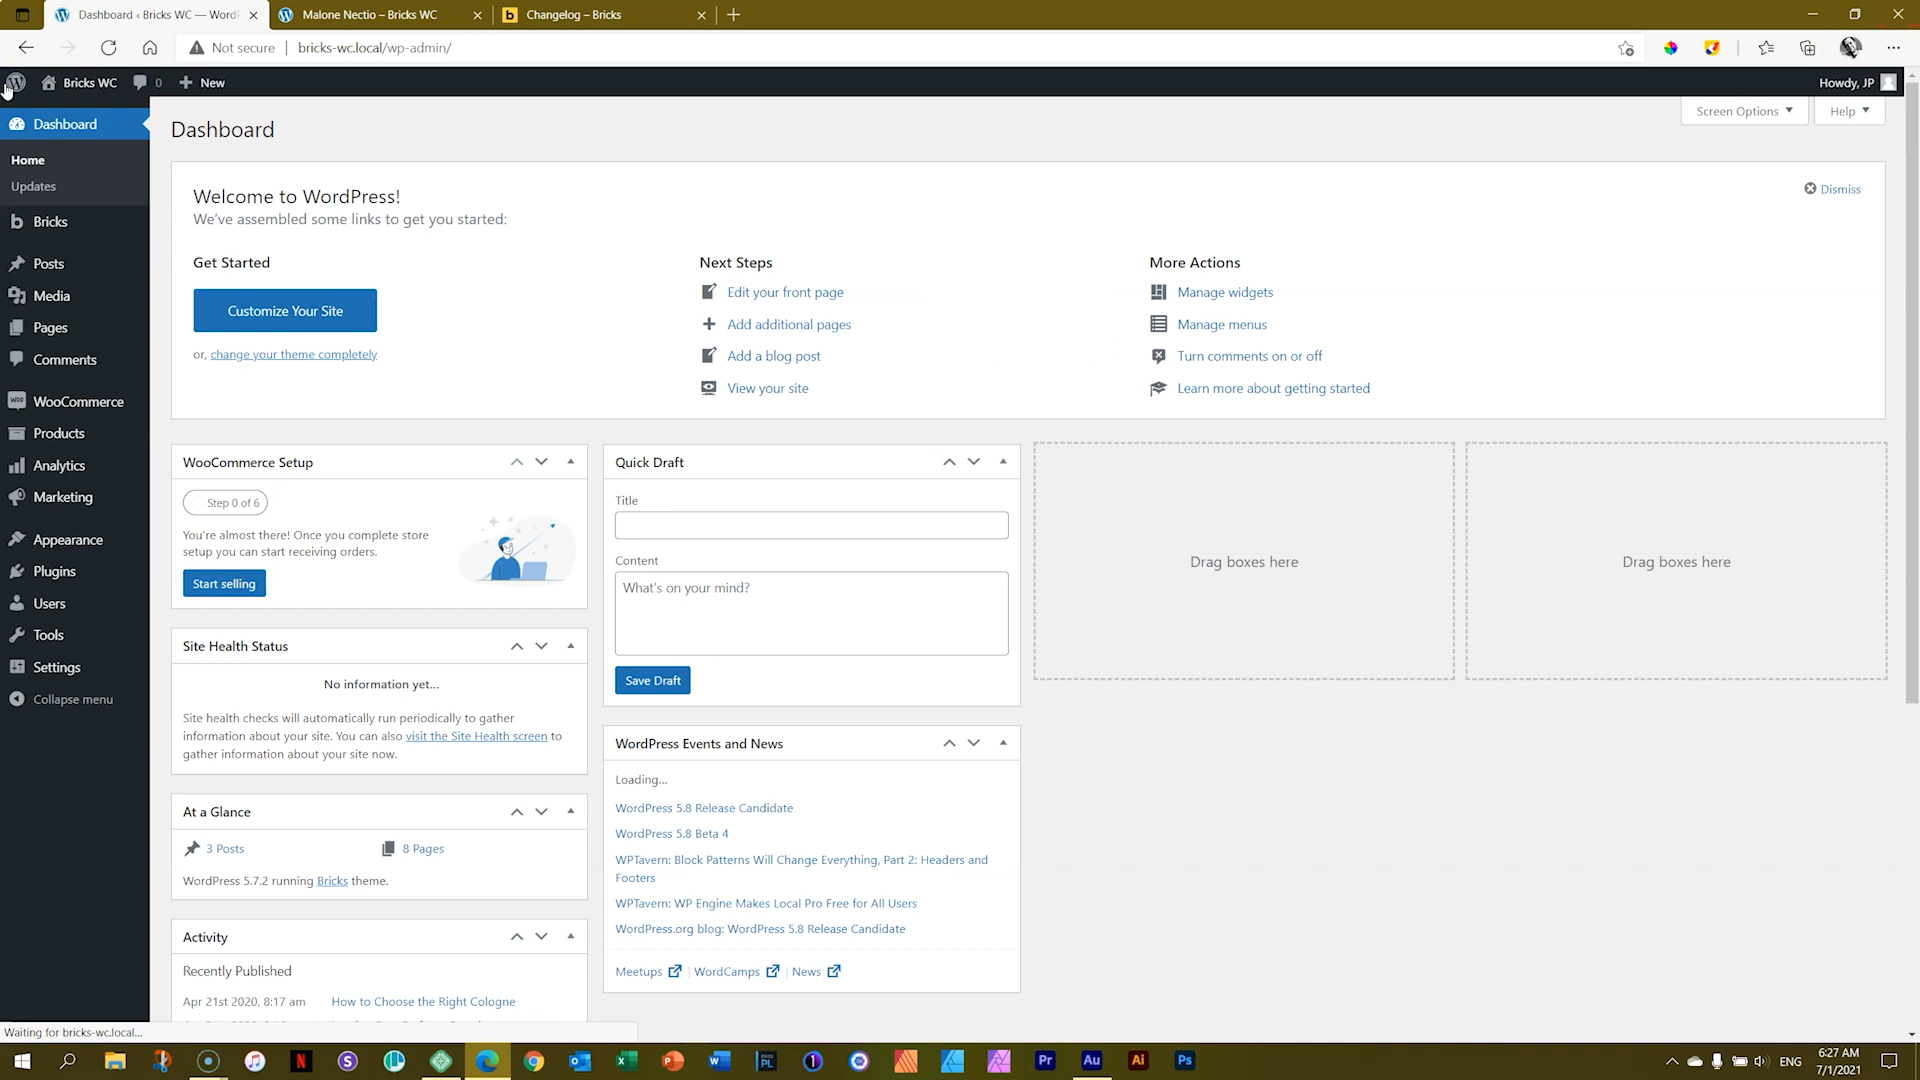 Dashboard ‹ Bricks WC — WordP
Malone Nectio – Bricks WC
Changelog – Bricks
Not secure
bricks-wc.local/wp-admin/
Bricks WC
0
New
Howdy, JP
Dashboard
Home
Updates
Bricks
Posts
Media
Pages
Comments
WooCommerce
Products
Analytics
Marketing
Appearance
Plugins
Users
Tools
Settings
Collapse menu
Dashboard
Screen Options
Help
Welcome to WordPress!
We've assembled some links to get you started:
Dismiss
Get Started
Customize Your Site
or, change your theme completely
Next Steps
Edit your front page
Add additional pages
Add a blog post
View your site
More Actions
Manage widgets
Manage menus
Turn comments on or off
Learn more about getting started
WooCommerce Setup
Step 0 of 6
You're almost there! Once you complete store
setup you can start receiving orders.
Start selling
Site Health Status
No information yet...
Site health checks will automatically run periodically to gather
information about your site. You can also visit the Site Health screen to
gather information about your site now.
At a Glance
3 Posts
8 Pages
WordPress 5.7.2 running Bricks theme.
Activity
Recently Published
Apr 21st 2020, 8:17 am
How to Choose the Right Cologne
Quick Draft
Title
Content
What's on your mind?
Save Draft
WordPress Events and News
Loading...
WordPress 5.8 Release Candidate
WordPress 5.8 Beta 4
WPTavern: Block Patterns Will Change Everything, Part 2: Headers and
Footers
WPTavern: WP Engine Makes Local Pro Free for All Users
WordPress.org blog: WordPress 5.8 Release Candidate
Meetups | WordCamps | News
Drag boxes here
Drag boxes here
Waiting for bricks-wc.local...
ENG
6:27 AM
7/1/2021